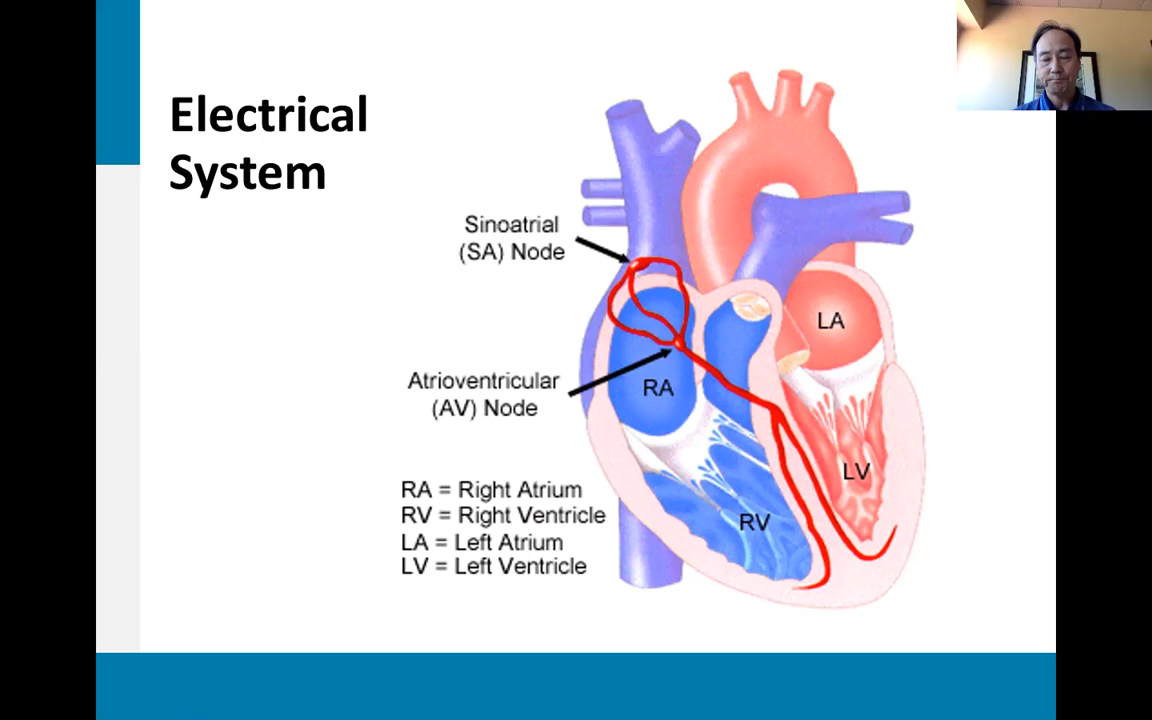 Electrical
System
Sinoatrial
(SA) Node
LA
Atrioventricular
(AV) Node
RA
LV
RA = Right Atrium
RV = Right Ventricle
LA = Left Atrium
LV = Left Ventricle
RV